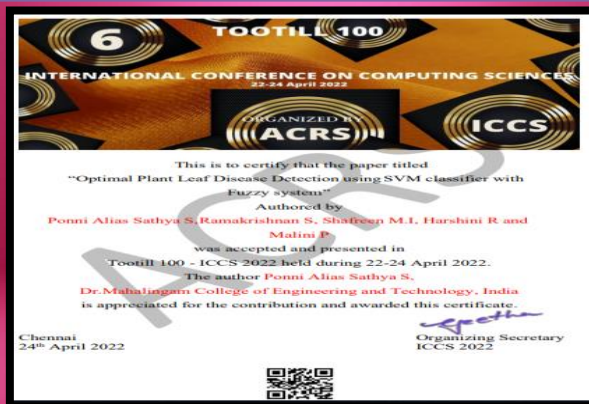 6
TOOTILL 100
INTERNATIONAL CONFERENCE ON COMPUTING SCIENCES
22-24 April 2022
ORGANIZED BY
ACRS
ICCS
This is to certify that the paper titled
“Optimal Plant Leaf Disease Detection using SVM classifier with
Fuzzy system”
Authored by
Ponni Alias Sathya S,Ramakrishnan S, Shafreen M.I, Harshini R and
Malini P
was accepted and presented in
Tootill 100 - ICCS 2022 held during 22-24 April 2022.
The author Ponni Alias Sathya S,
Dr.Mahalingam College of Engineering and Technology, India
is appreciated for the contribution and awarded this certificate.
ACRS
Geetha
Chennai
24th April 2022
Organizing Secretary
ICCS 2022